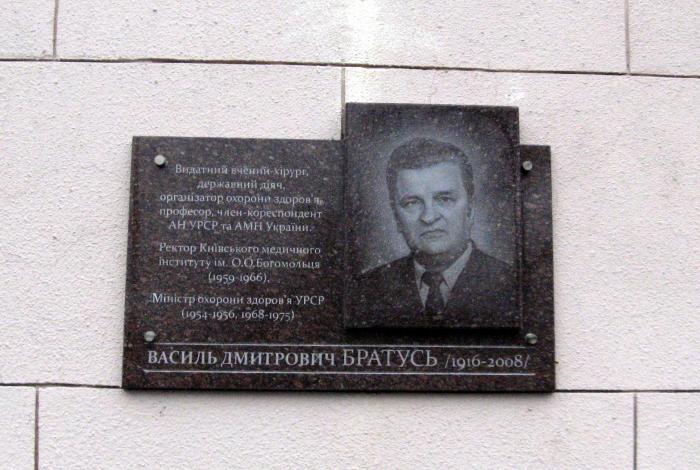 Видатний вчений-хірург,
державний діяч,
організатор охорони здоров'я,
професор, член-кореспондент
АН УРСР та АМН України.
Ректор Київського медичного
інституту ім. О.О.Богомольця
(1959-1966),
Міністр охорони здоров'я УРСР
(1954-1956, 1968-1975)
ВАСИЛЬ ДМИТРОВИЧ БРАТУСЬ /1916-2008/